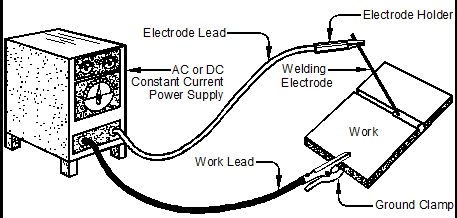 Electrode Holder
Electrode Lead
AC or DC
Constant Current
Power Supply
Welding
Electrode
Work
Work Lead
Ground Clamp